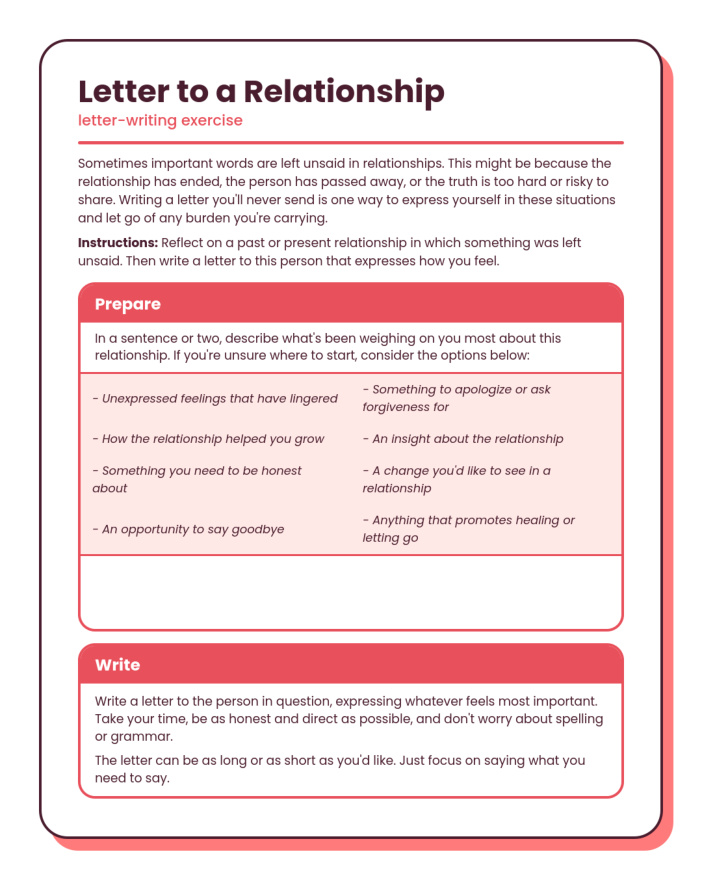 Letter to a Relationship
letter-writing exercise
Sometimes important words are left unsaid in relationships. This might be because the
relationship has ended, the person has passed away, or the truth is too hard or risky to
share. Writing a letter you'll never send is one way to express yourself in these situations
and let go of any burden you're carrying.
Instructions: Reflect on a past or present relationship in which something was left
unsaid. Then write a letter to this person that expresses how you feel.
Prepare
In a sentence or two, describe what's been weighing on you most about this
relationship. If you're unsure where to start, consider the options below:
- Unexpressed feelings that have lingered
- Something to apologize or ask
forgiveness for
- How the relationship helped you grow
- An insight about the relationship
- Something you need to be honest
about
- A change you'd like to see in a
relationship
- An opportunity to say goodbye
- Anything that promotes healing or
letting go
Write
Write a letter to the person in question, expressing whatever feels most important.
Take your time, be as honest and direct as possible, and don't worry about spelling
or grammar.
The letter can be as long or as short as you'd like. Just focus on saying what you
need to say.